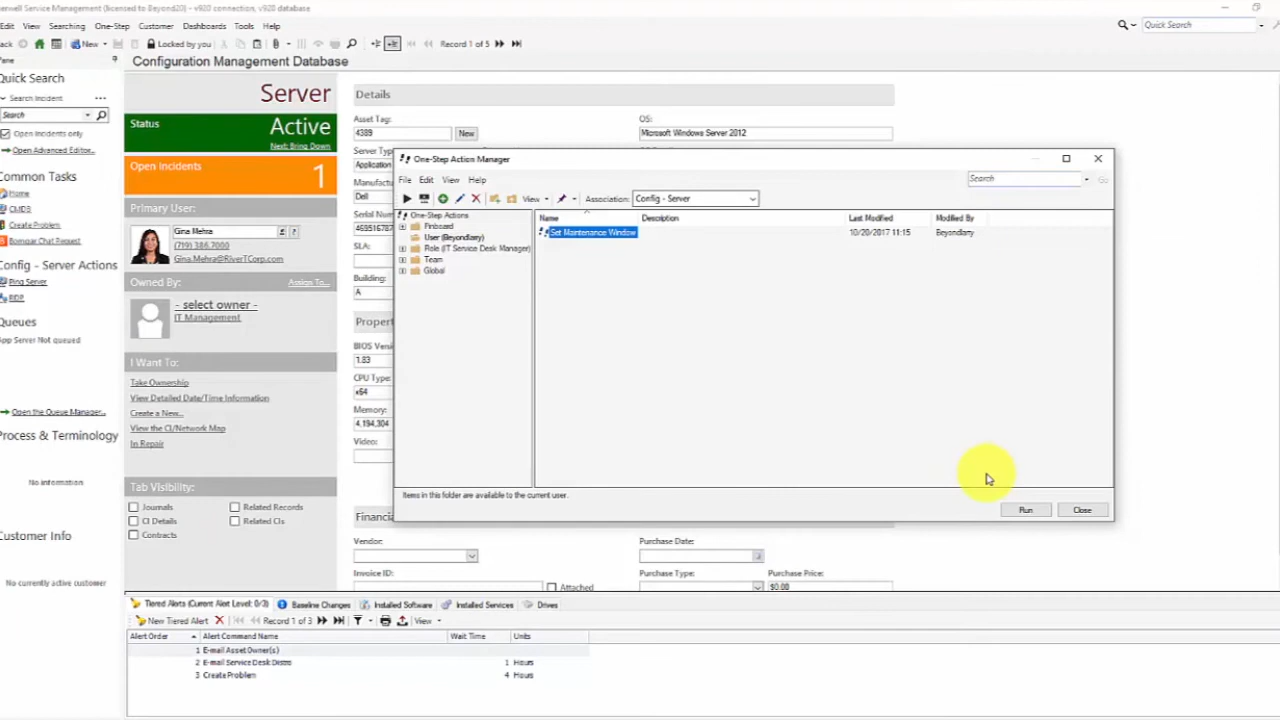 erwell Service Management (licensed to Beyond20) - v920 connection, v920 database
Edit View Searching One-Step Customer Dashboards Tools Help
Quick Search
ack New Locked by you Record 1 of 5
Pane
Configuration Management Database
Quick Search
Search Incident
Search
Open Incidents only
Open Advanced Editor...
Common Tasks
Home
CMDB
Create Problem
Bomgar Chat Request
Config - Server Actions
Ping Server
RDP
Queues
App Server Not queued
Open the Queue Manager...
Process & Terminology
No information
Customer Info
No currently active customer
Server
Status
Active
Next: Bring Down
Open Incidents
1
Primary User:
Gina Mehra
(719) 386.7000
Gina.Mehra@RiverTCorp.com
Owned By:
Assign To...
- select owner -
IT Management
I Want To:
Take Ownership
View Detailed Date/Time Information
Create a New...
View the CI/Network Map
In Repair
Tab Visibility:
Journals
Related Records
CI Details
Related CIs
Contracts
Details
Asset Tag:
OS:
4389
New
Microsoft Windows Server 2012
Server Typ
Application
Manufactu
Dell
Serial Num
469516787
SLA:
Building:
A
Propert
BIOS Versi
1.83
CPU Type:
x64
Memory:
4,194,304
Video:
Financia
Vendor:
Purchase Date:
Invoice ID:
Attached
Purchase Type:
Purchase Price:
$0.00
One-Step Action Manager
File Edit View Help
Search
Go
View
Association:
Config - Server
One-Step Actions
Pinboard
User (Beyondlary)
Role (IT Service Desk Manager)
Team
Global
Name
Description
Last Modified
Modified By
Set Maintenance Window
10/20/2017 11:15
Beyondlary
Items in this folder are available to the current user.
Run
Close
Tiered Alerts (Current Alert Level: 0/3)
Baseline Changes
Installed Software
Installed Services
Drives
New Tiered Alert
Record 1 of 3
View
Alert Order
Alert Command Name
Wait Time
Units
1 E-mail Asset Owner(s)
2 E-mail Service Desk Distro 1 Hours
3 Create Problem 4 Hours